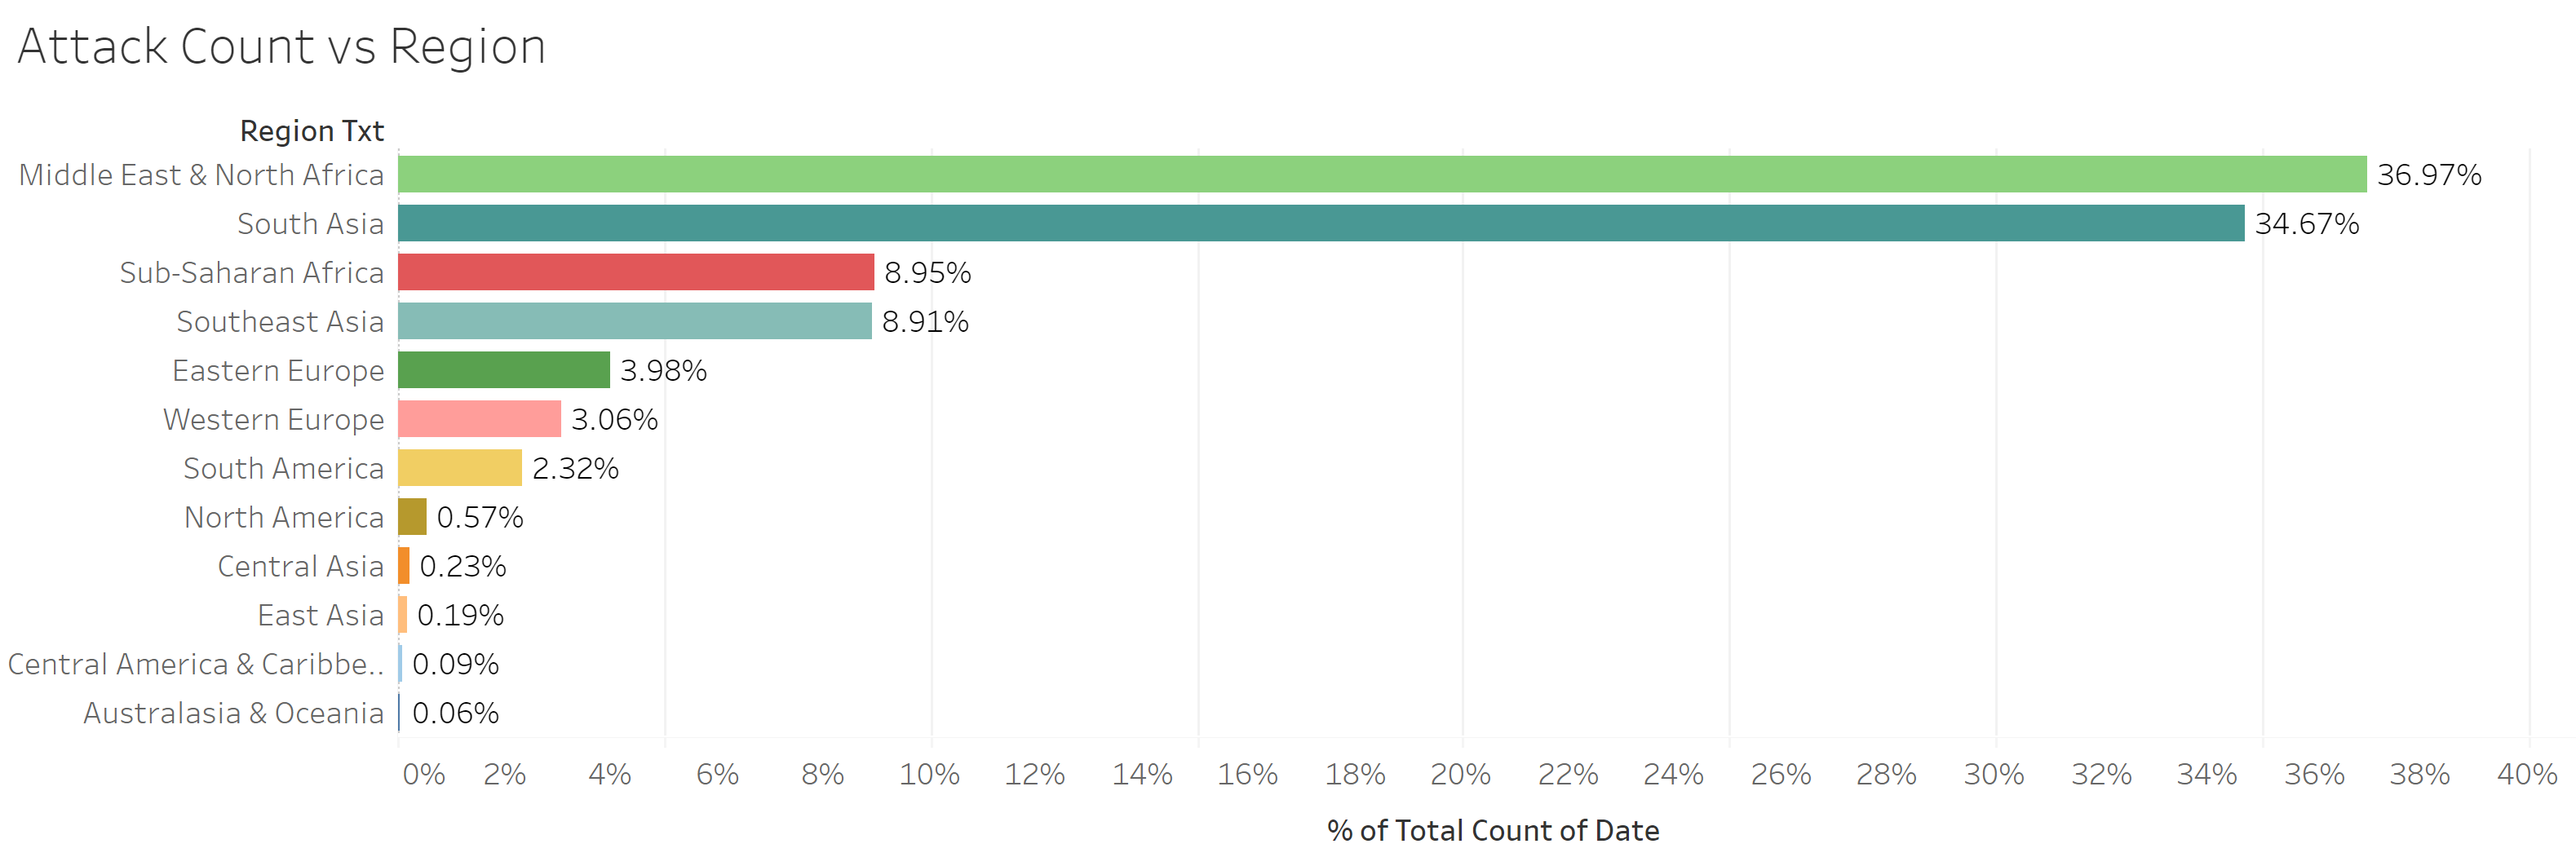 Attack Count vs Region
Region Txt
Middle East & North Africa 36.97%
South Asia 34.67%
Sub-Saharan Africa 8.95%
Southeast Asia 8.91%
Eastern Europe 3.98%
Western Europe 3.06%
South America 2.32%
North America 0.57%
Central Asia 0.23%
East Asia 0.19%
Central America & Caribbe.. 0.09%
Australasia & Oceania 0.06%
0% 2% 4% 6% 8% 10% 12% 14% 16% 18% 20% 22% 24% 26% 28% 30% 32% 34% 36% 38% 40%
% of Total Count of Date